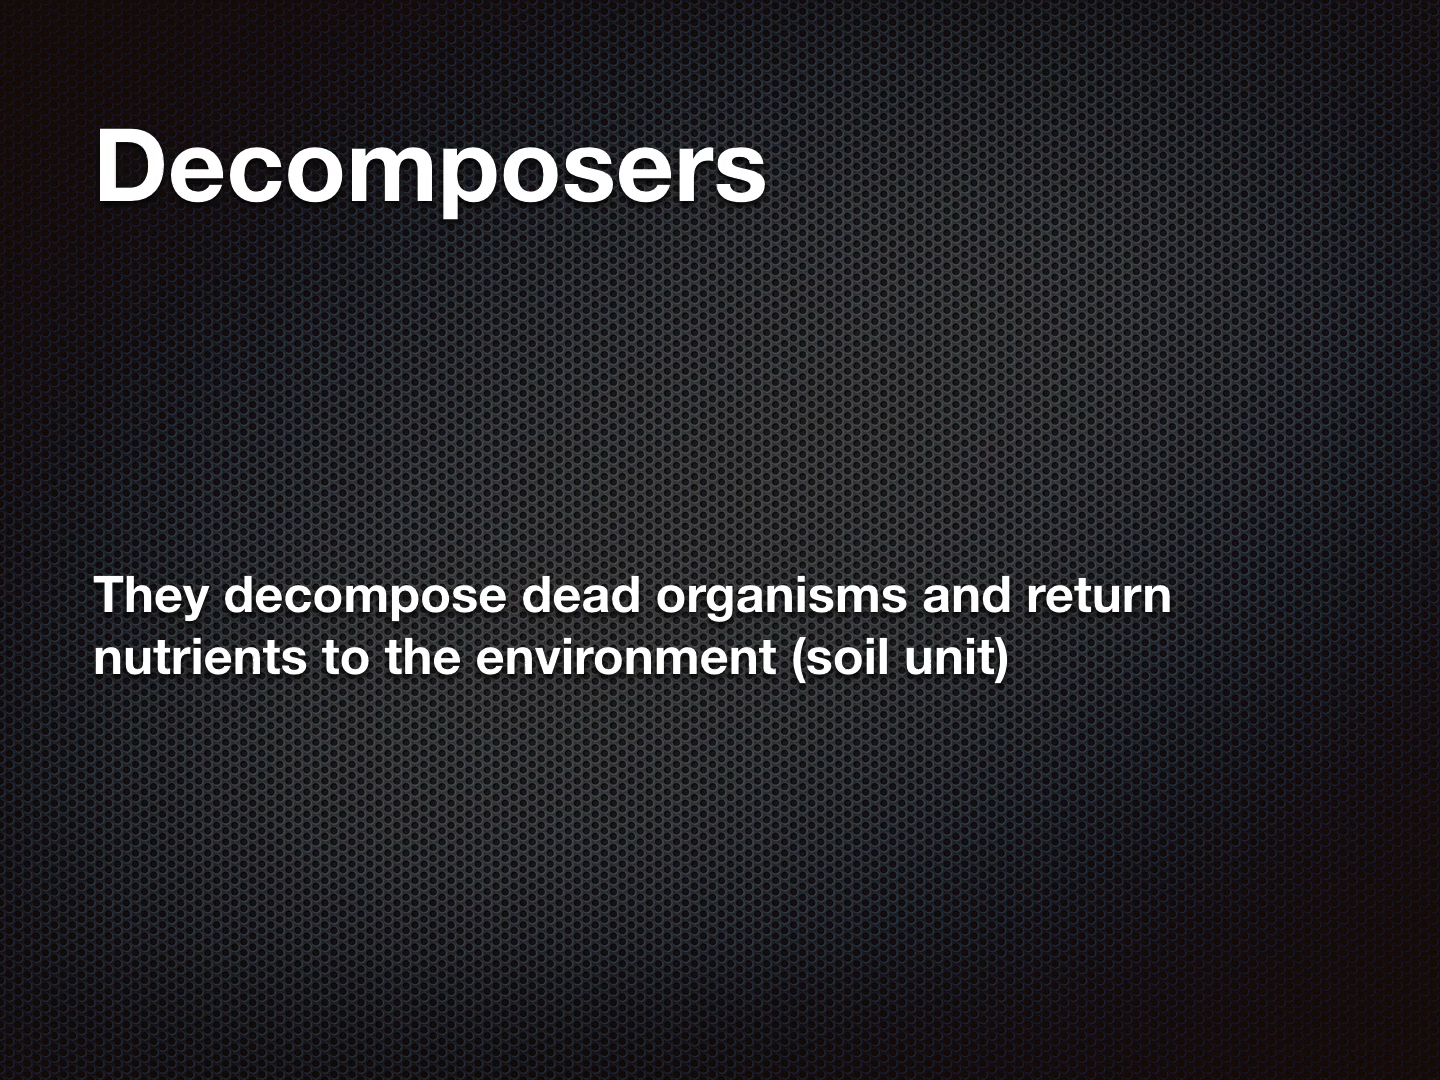 Decomposers
They decompose dead organisms and return
nutrients to the environment (soil unit)